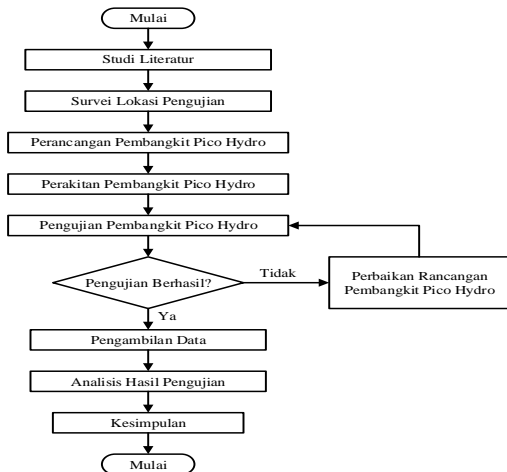 Mulai
Studi Literatur
Survei Lokasi Pengujian
Perancangan Pembangkit Pico Hydro
Perakitan Pembangkit Pico Hydro
Pengujian Pembangkit Pico Hydro
Pengujian Berhasil?
Tidak
Perbaikan Rancangan
Pembangkit Pico Hydro
Ya
Pengambilan Data
Analisis Hasil Pengujian
Kesimpulan
Mulai